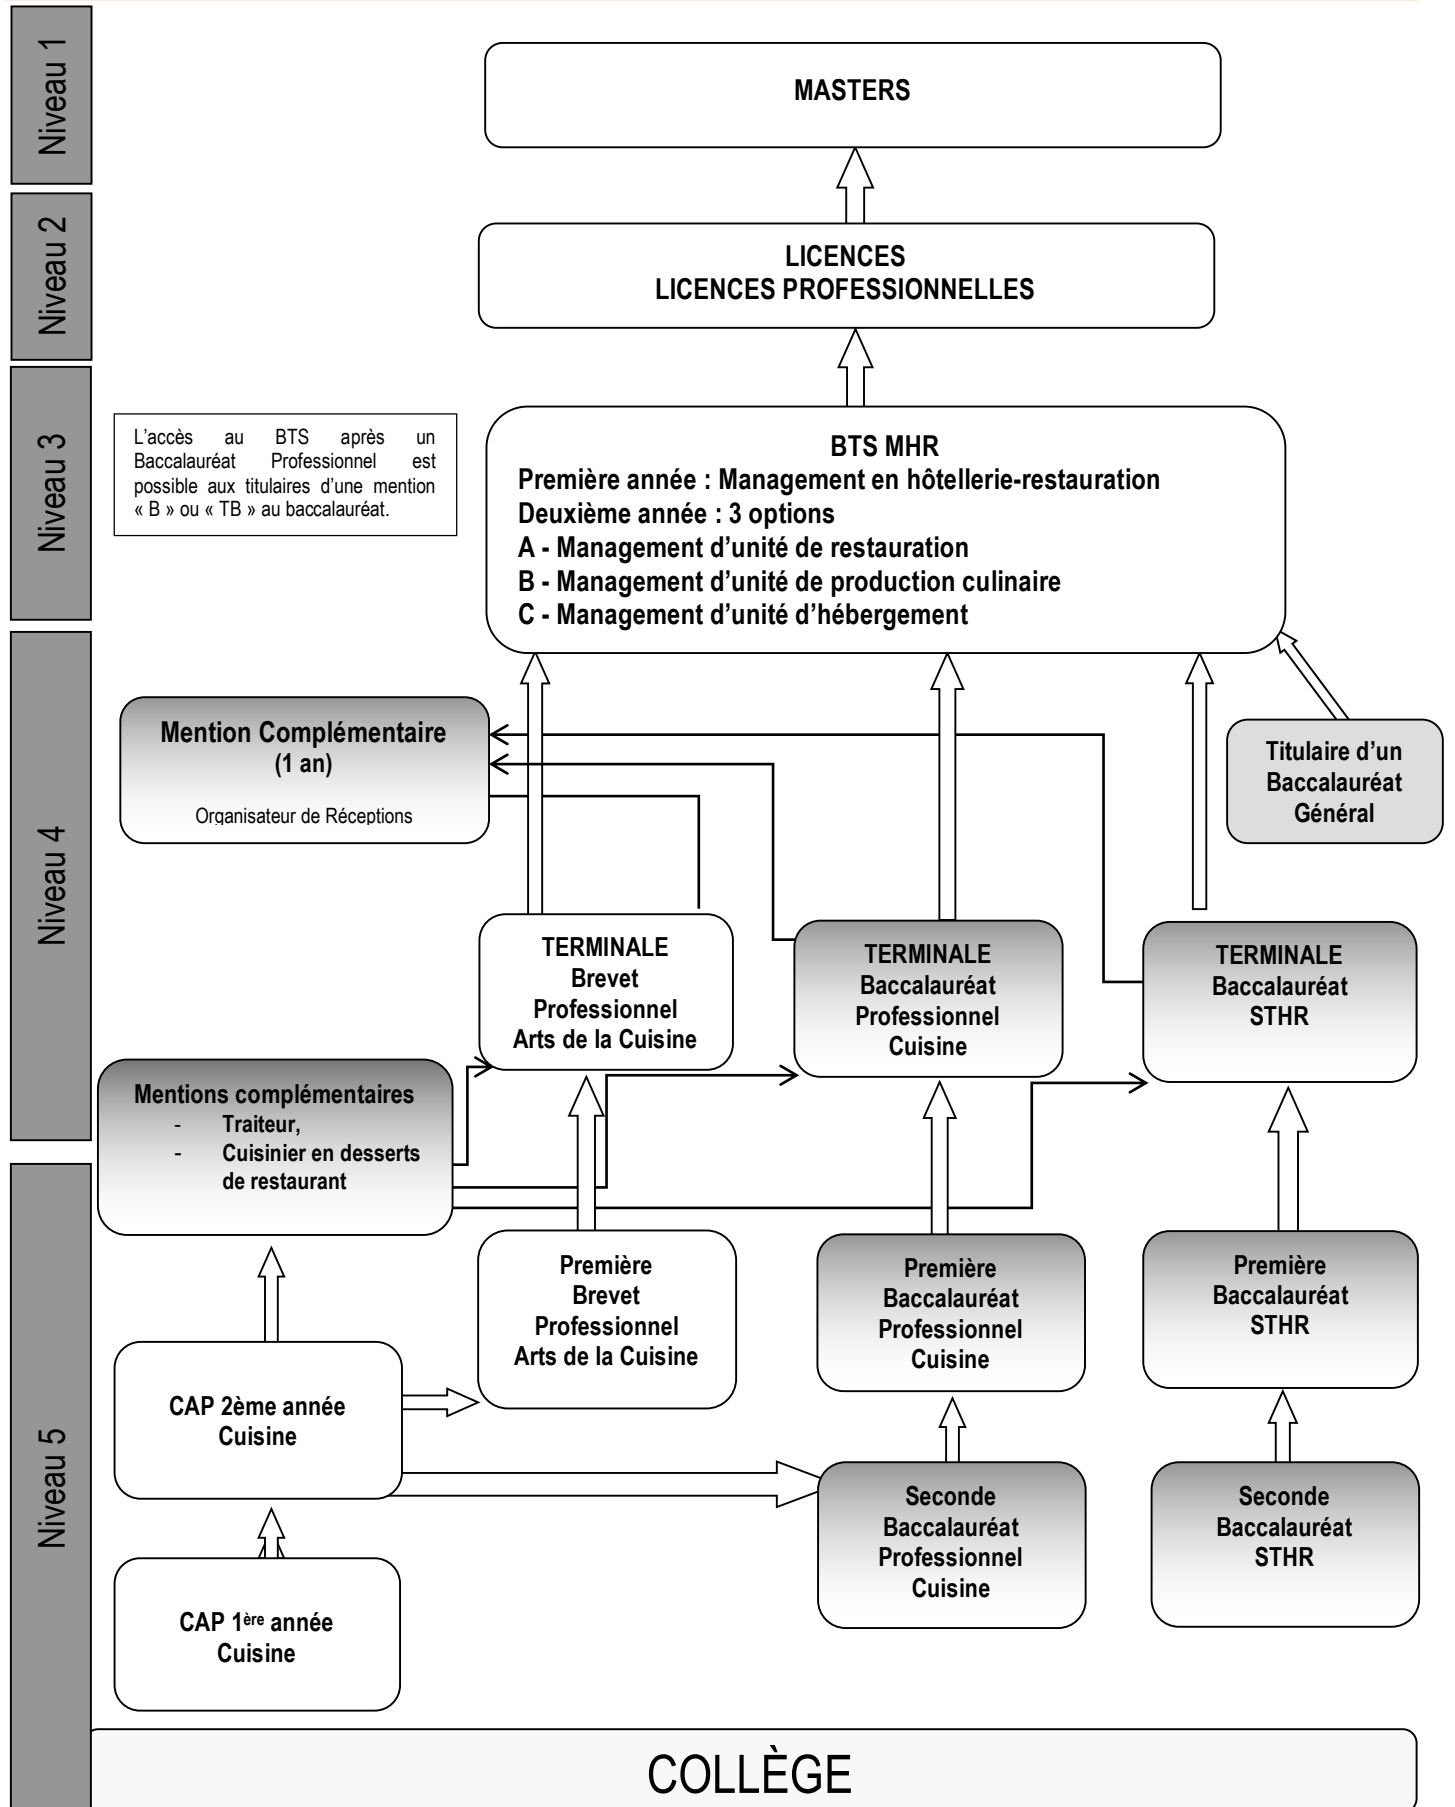 Niveau 1
MASTERS
Niveau 2
LICENCES
LICENCES PROFESSIONNELLES
Niveau 3
L'accès au BTS après un
Baccalauréat Professionnel est
possible aux titulaires d'une mention
« B » ou « TB » au baccalauréat.
BTS MHR
Première année : Management en hôtellerie-restauration
Deuxième année : 3 options
A - Management d'unité de restauration
B - Management d'unité de production culinaire
C - Management d'unité d'hébergement
Niveau 4
Mention Complémentaire
(1 an)
Organisateur de Réceptions
Titulaire d'un
Baccalauréat
Général
TERMINALE
Brevet
Professionnel
Arts de la Cuisine
TERMINALE
Baccalauréat
Professionnel
Cuisine
TERMINALE
Baccalauréat
STHR
Mentions complémentaires
- Traiteur,
- Cuisinier en desserts
de restaurant
Niveau 5
Première
Brevet
Professionnel
Arts de la Cuisine
Première
Baccalauréat
Professionnel
Cuisine
Première
Baccalauréat
STHR
CAP 2ème année
Cuisine
Seconde
Baccalauréat
Professionnel
Cuisine
Seconde
Baccalauréat
STHR
CAP 1ère année
Cuisine
COLLÈGE